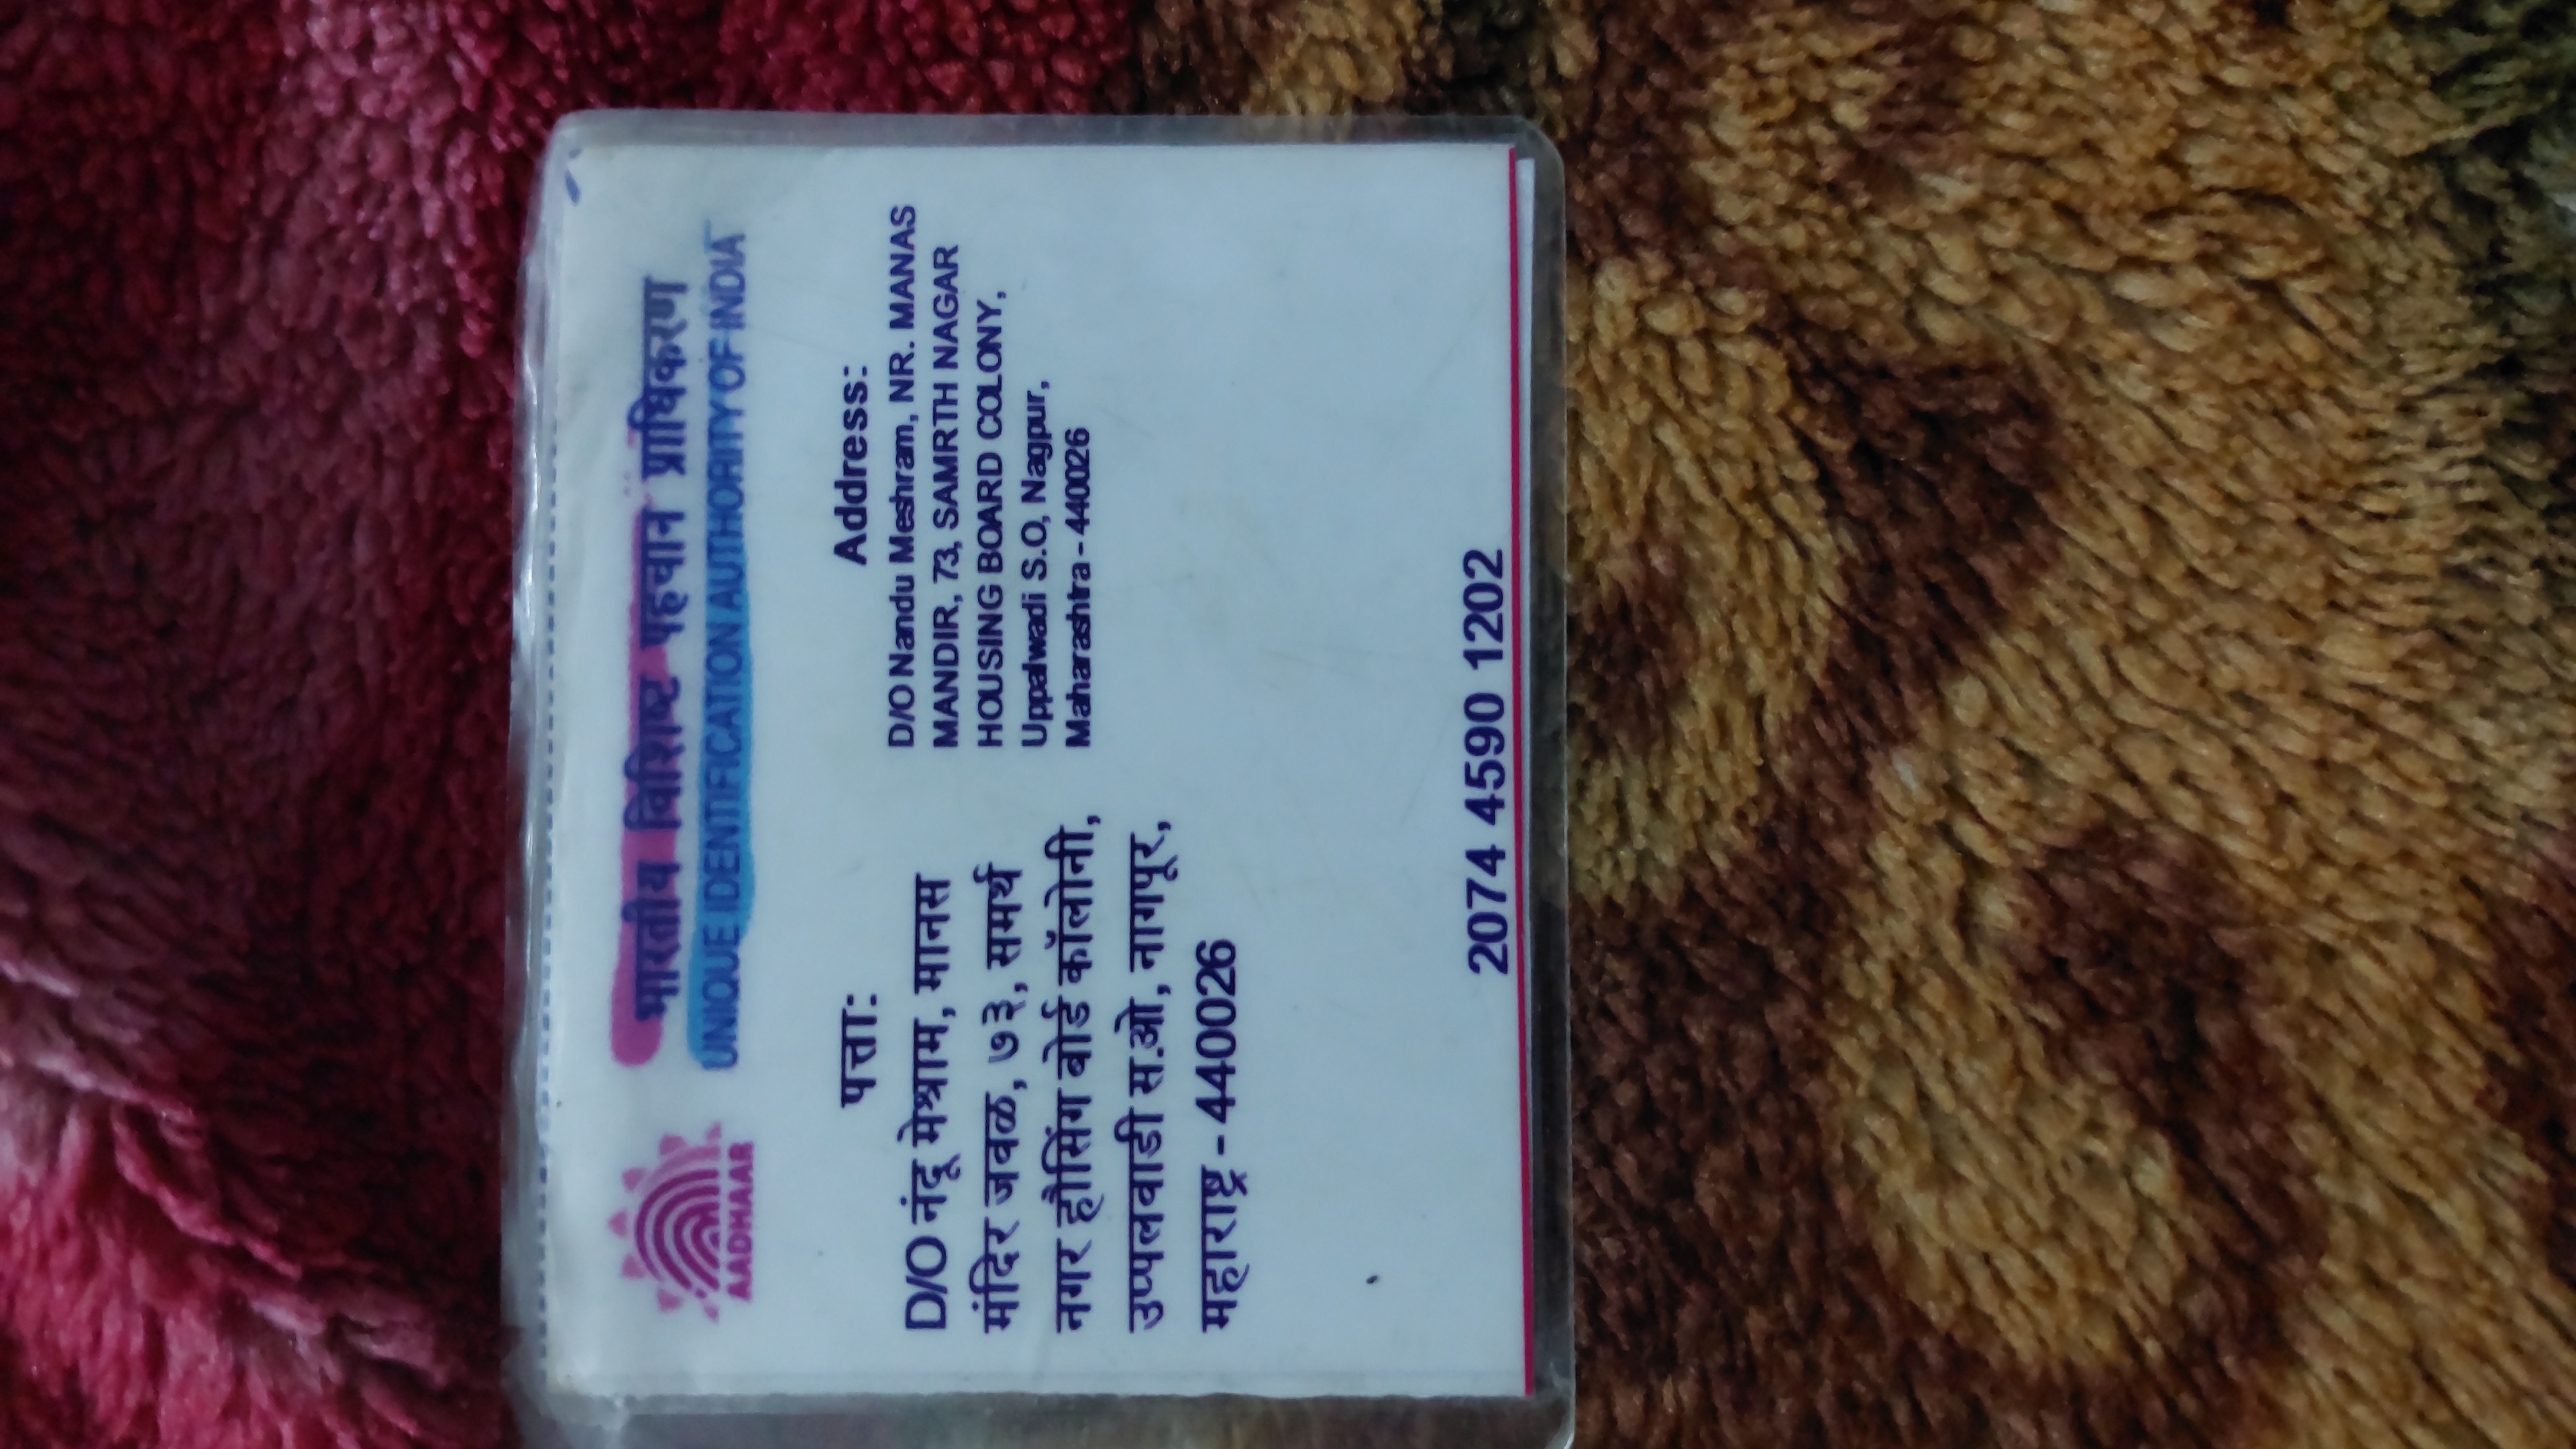 भारतीय विशिष्ट पहचान प्राधिकरण
UNIQUE IDENTIFICATION AUTHORITY OF INDIA
AADHAAR
पत्ता:
D/O नंदू मेश्राम, मानस
मंदिर जवळ, ७३, समर्थ
नगर हौसिंग बोर्ड कॉलोनी,
उप्पलवाडी स.ओ, नागपूर,
महाराष्ट्र - 440026
Address:
D/O Nandu Meshram, NR. MANAS
MANDIR, 73, SAMRTH NAGAR
HOUSING BOARD COLONY,
Uppalwadi S.O, Nagpur,
Maharashtra - 440026
2074 4590 1202